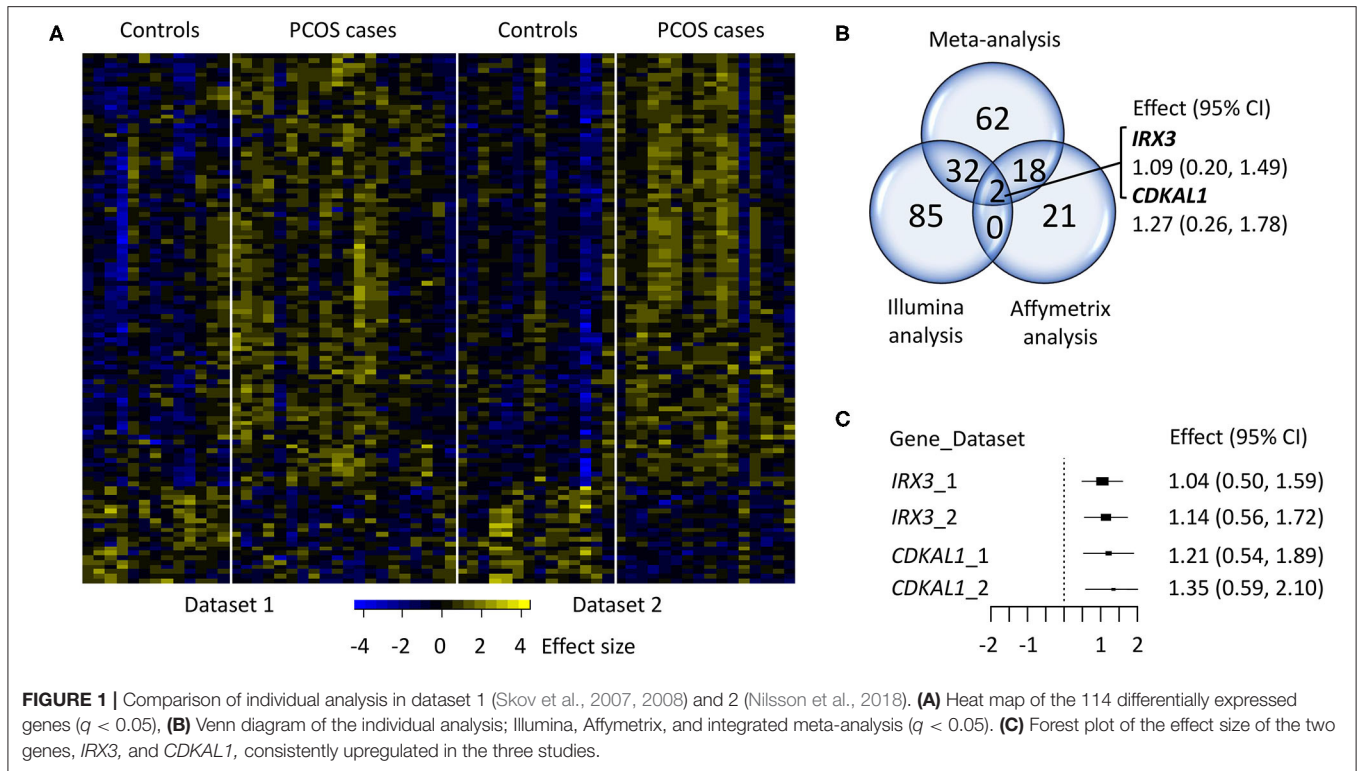 A
Controls
PCOS cases
Controls
PCOS cases
Dataset 1
Dataset 2
-4 -2 0 2 4 Effect size
B
Meta-analysis
62
32
18
2
85
0
21
Illumina
analysis
Affymetrix
analysis
Effect (95% CI)
IRX3
1.09 (0.20, 1.49)
CDKAL1
1.27 (0.26, 1.78)
C
Gene_Dataset Effect (95% CI)
IRX3_1 1.04 (0.50, 1.59)
IRX3_2 1.14 (0.56, 1.72)
CDKAL1_1 1.21 (0.54, 1.89)
CDKAL1_2 1.35 (0.59, 2.10)
-2 -1 1 2
FIGURE 1 | Comparison of individual analysis in dataset 1 (Skov et al., 2007, 2008) and 2 (Nilsson et al., 2018). (A) Heat map of the 114 differentially expressed
genes (q < 0.05), (B) Venn diagram of the individual analysis; Illumina, Affymetrix, and integrated meta-analysis (q < 0.05). (C) Forest plot of the effect size of the two
genes, IRX3, and CDKAL1, consistently upregulated in the three studies.